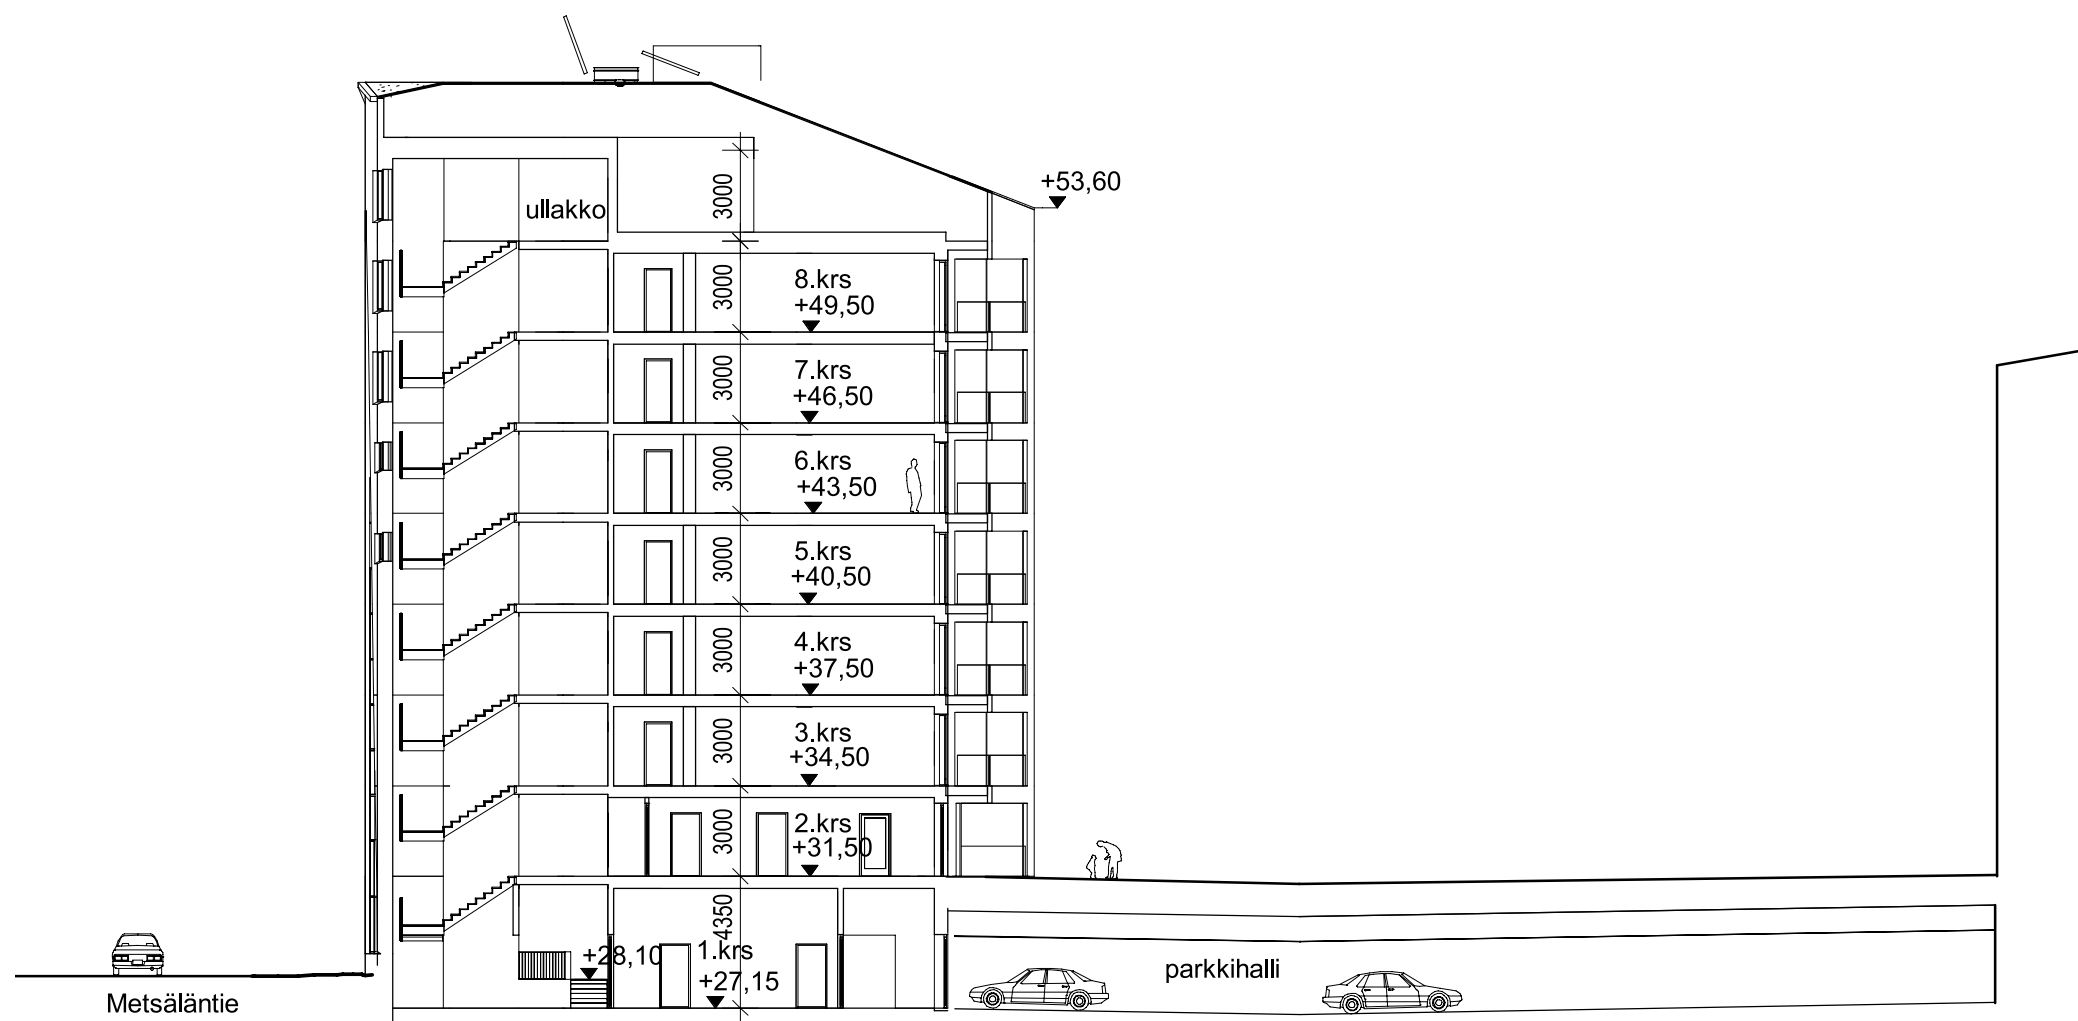 +53,60
3000
ullakko
3000
8.krs
+49,50
3000
7.krs
+46,50
3000
6.krs
+43,50
3000
5.krs
+40,50
3000
4.krs
+37,50
3000
3.krs
+34,50
3000
2.krs
+31,50
4350
+28,10
1.krs
+27,15
parkkihalli
Metsäläntie